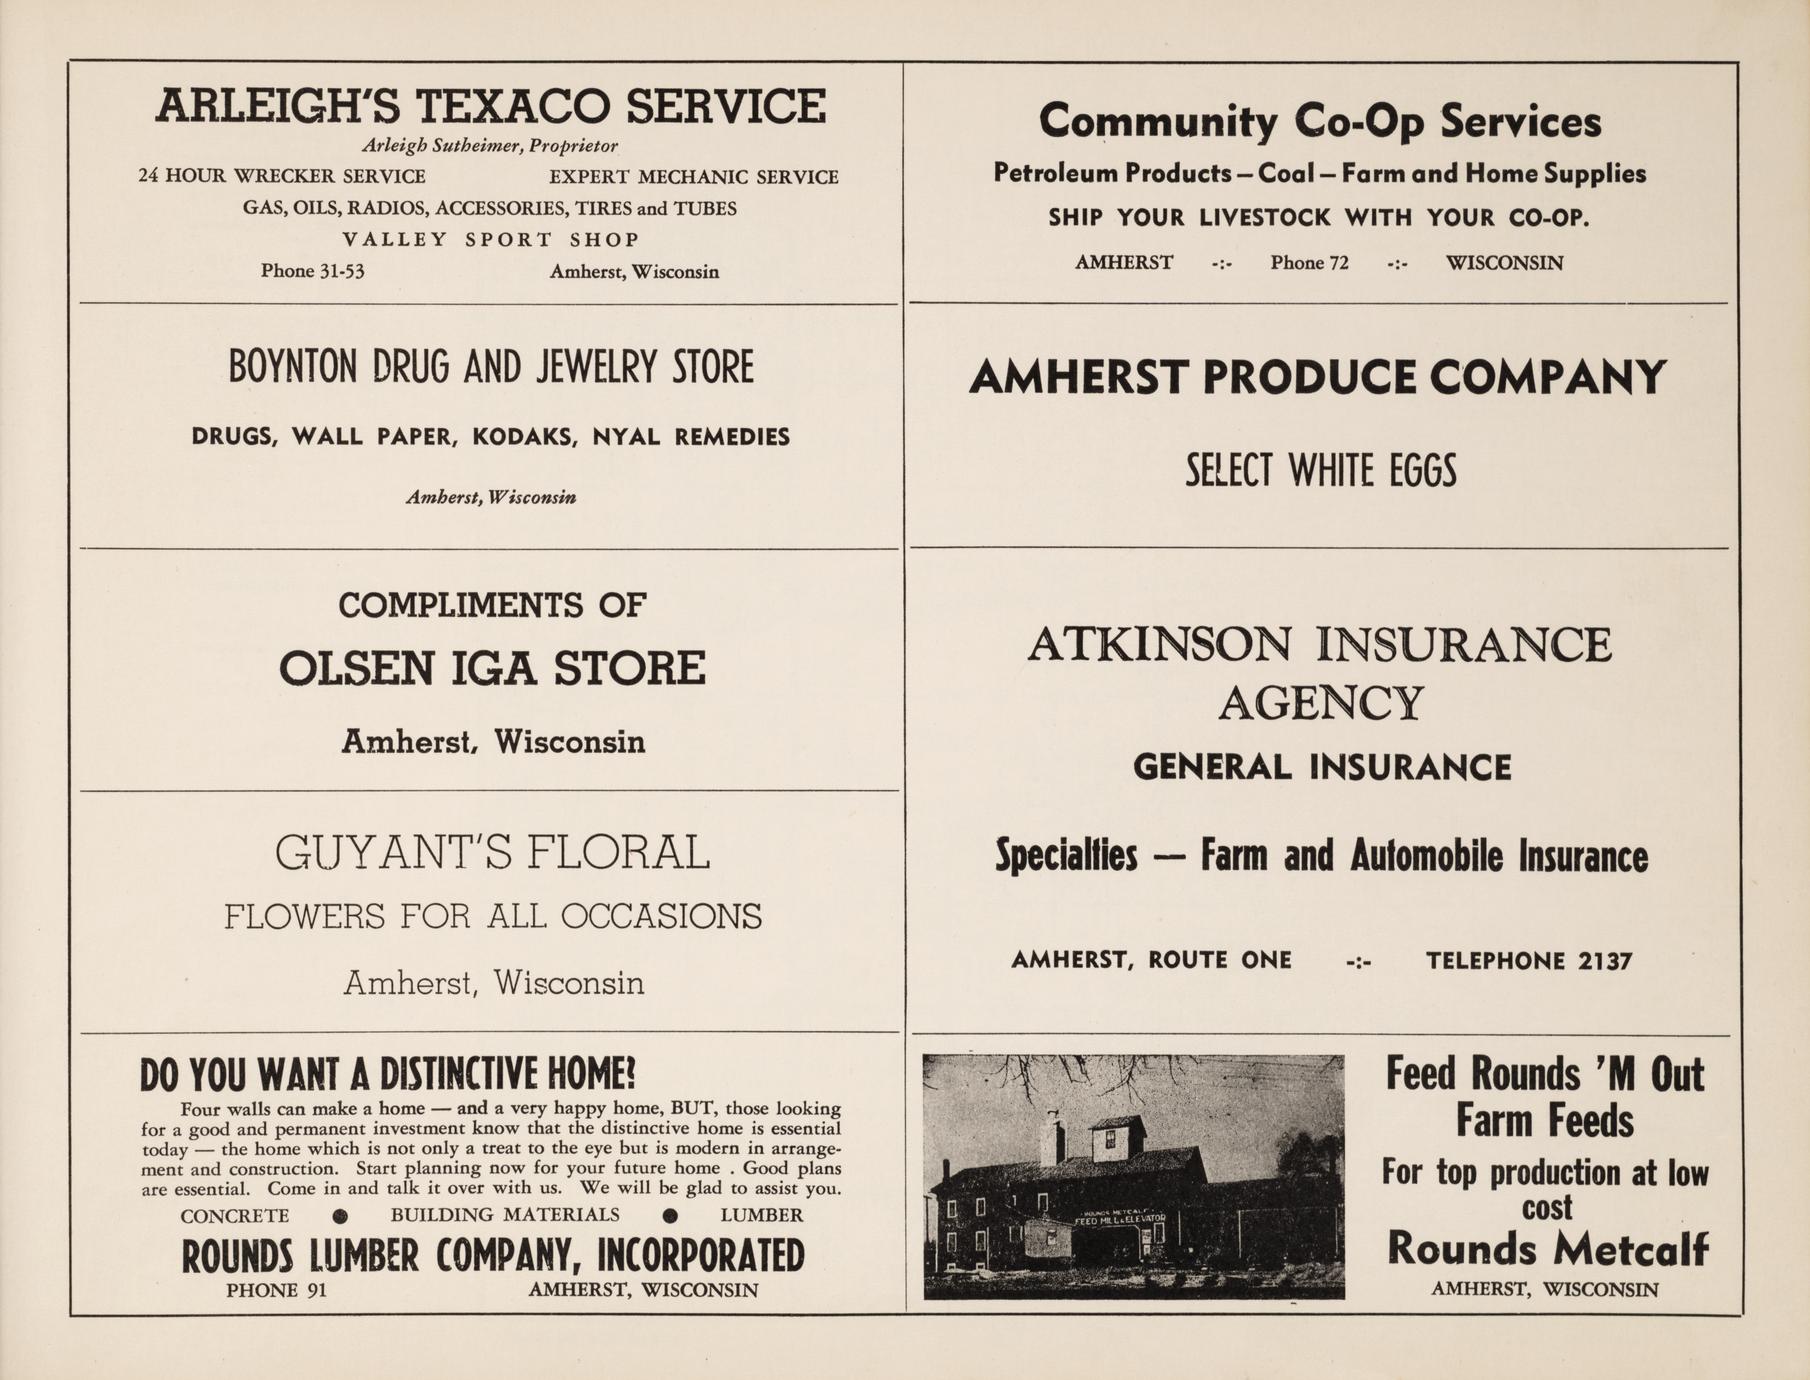 ARLEIGH'S TEXACO SERVICE
Arleigh Sutheimer, Proprietor
24 HOUR WRECKER SERVICE EXPERT MECHANIC SERVICE
GAS, OILS, RADIOS, ACCESSORIES, TIRES and TUBES
VALLEY SPORT SHOP
Phone 31-53 Amherst, Wisconsin
BOYNTON DRUG AND JEWELRY STORE
DRUGS, WALL PAPER, KODAKS, NYAL REMEDIES
Amherst, Wisconsin
COMPLIMENTS OF
OLSEN IGA STORE
Amherst, Wisconsin
GUYANT'S FLORAL
FLOWERS FOR ALL OCCASIONS
Amherst, Wisconsin
DO YOU WANT A DISTINCTIVE HOME?
Four walls can make a home — and a very happy home, BUT, those looking
for a good and permanent investment know that the distinctive home is essential
today — the home which is not only a treat to the eye but is modern in arrange-
ment and construction. Start planning now for your future home . Good plans
are essential. Come in and talk it over with us. We will be glad to assist you.
CONCRETE ● BUILDING MATERIALS ● LUMBER
ROUNDS LUMBER COMPANY, INCORPORATED
PHONE 91 AMHERST, WISCONSIN
Community Co-Op Services
Petroleum Products — Coal — Farm and Home Supplies
SHIP YOUR LIVESTOCK WITH YOUR CO-OP.
AMHERST -:- Phone 72 -:- WISCONSIN
AMHERST PRODUCE COMPANY
SELECT WHITE EGGS
ATKINSON INSURANCE
AGENCY
GENERAL INSURANCE
Specialties — Farm and Automobile Insurance
AMHERST, ROUTE ONE -:- TELEPHONE 2137
ROUNDS METCALF
FEED MILL & ELEVATOR
Feed Rounds 'M Out
Farm Feeds
For top production at low
cost
Rounds Metcalf
AMHERST, WISCONSIN